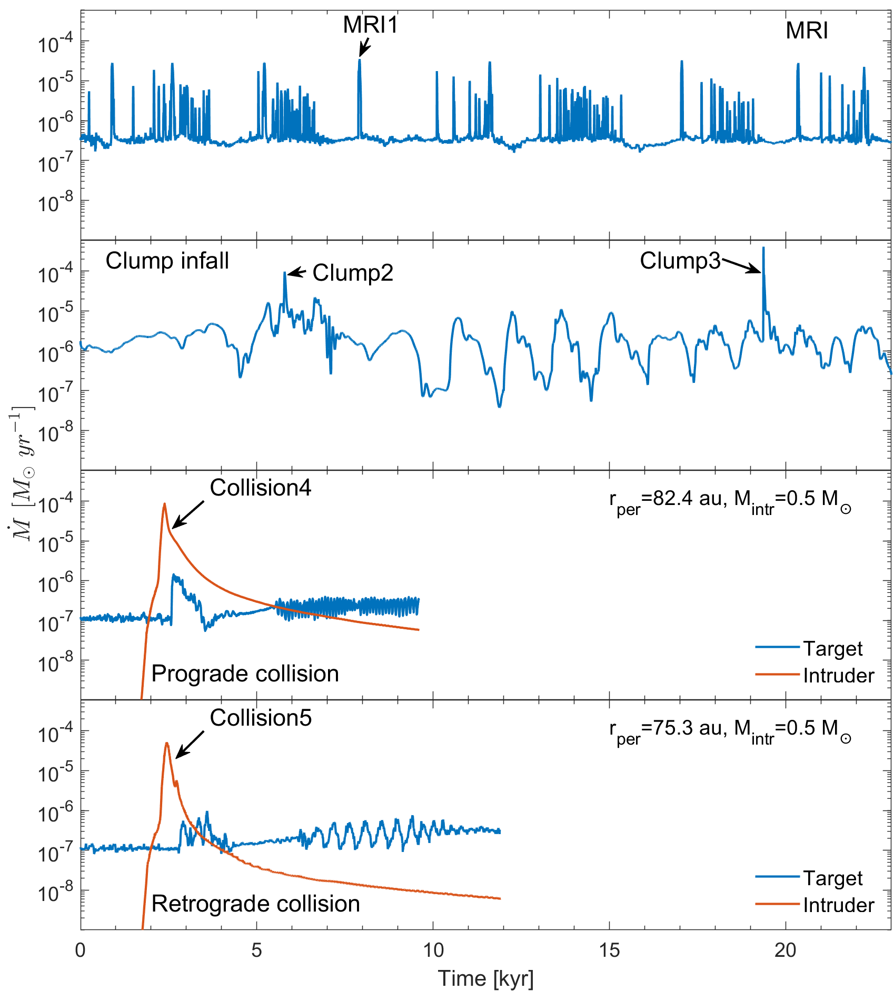 MRI1
MRI
10^-4
10^-5
10^-6
10^-7
10^-8
Clump infall
Clump2
Clump3
10^-4
10^-5
10^-6
10^-7
10^-8
Ṁ [M_⊙ yr^−1]
Collision4
r_per=82.4 au, M_intr=0.5 M_⊙
10^-4
10^-5
10^-6
10^-7
10^-8
Target
Intruder
Prograde collision
Collision5
r_per=75.3 au, M_intr=0.5 M_⊙
10^-4
10^-5
10^-6
10^-7
10^-8
Target
Intruder
Retrograde collision
0 5 10 15 20
Time [kyr]